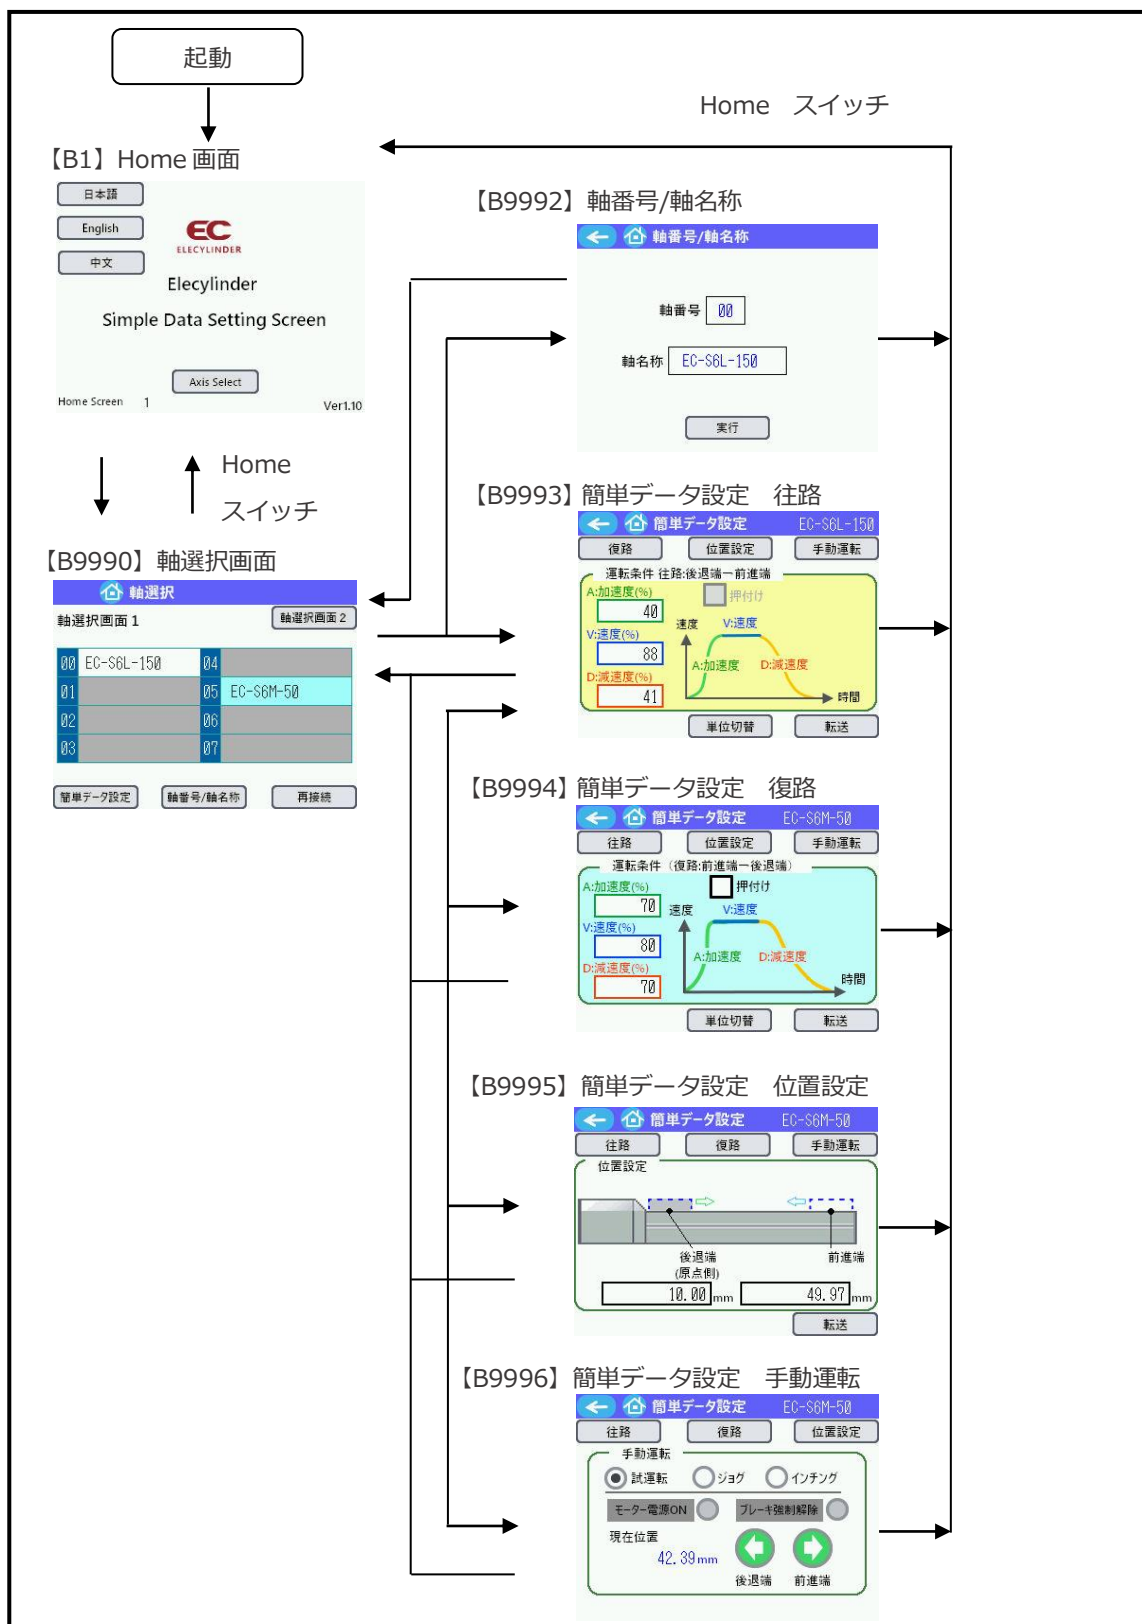 起動
Home　スイッチ
【B1】Home 画面
日本語
English
中文
EC
ELECYLINDER
Elecylinder
Simple Data Setting Screen
Axis Select
Home Screen 1
Ver1.10
Home
スイッチ
【B9990】軸選択画面
軸選択
軸選択画面 1
軸選択画面 2
00 EC-S6L-150 04
01 05 EC-S6M-50
02 06
03 07
簡単データ設定 軸番号/軸名称 再接続
【B9992】軸番号/軸名称
軸番号/軸名称
軸番号 00
軸名称 EC-S6L-150
実行
【B9993】簡単データ設定　往路
簡単データ設定 EC-S6L-150
復路 位置設定 手動運転
運転条件 往路:後退端→前進端
A:加速度(%)
押付け
40
速度 V:速度
V:速度(%)
88
A:加速度 D:減速度
D:減速度(%)
41
時間
単位切替 転送
【B9994】簡単データ設定　復路
簡単データ設定 EC-S6M-50
往路 位置設定 手動運転
運転条件（復路:前進端→後退端）
A:加速度(%)
押付け
70
速度 V:速度
V:速度(%)
80
A:加速度 D:減速度
D:減速度(%)
70
時間
単位切替 転送
【B9995】簡単データ設定　位置設定
簡単データ設定 EC-S6M-50
往路 復路 手動運転
位置設定
後退端 前進端
(原点側)
10.00 mm 49.97 mm
転送
【B9996】簡単データ設定　手動運転
簡単データ設定 EC-S6M-50
往路 復路 位置設定
手動運転
試運転 ジョグ インチング
モーター電源ON ブレーキ強制解除
現在位置
42.39 mm
後退端 前進端